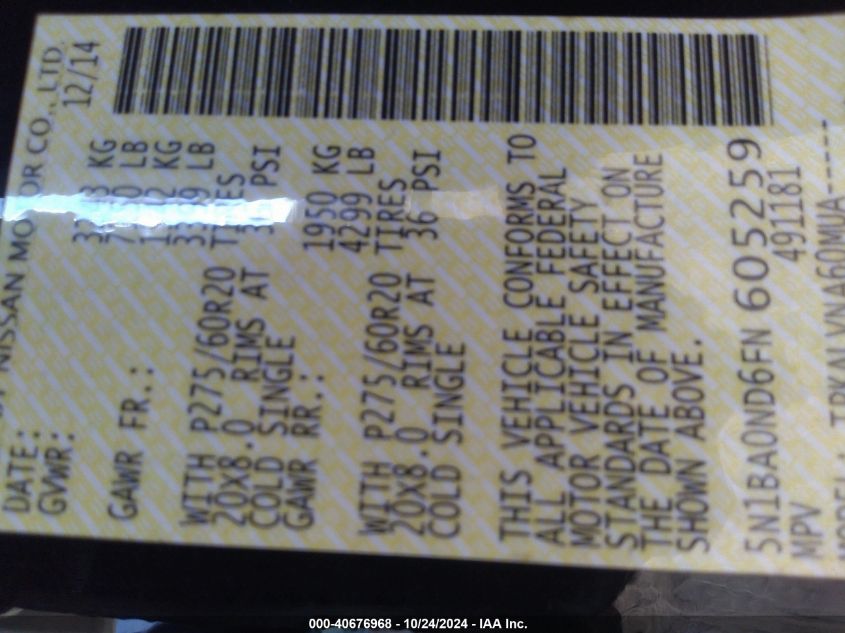 NISSAN MOTOR CO., LTD.
DATE: 12/14
GVWR: KG
LB
GAWR FR.: KG
LB
WITH P275/60R20 TIRES
20X8.0 RIMS AT PSI
COLD SINGLE
GAWR RR.: 1950 KG
4299 LB
WITH P275/60R20 TIRES
20X8.0 RIMS AT 36 PSI
COLD SINGLE
THIS VEHICLE CONFORMS TO
ALL APPLICABLE FEDERAL
MOTOR VEHICLE SAFETY
STANDARDS IN EFFECT ON
THE DATE OF MANUFACTURE
SHOWN ABOVE.
5N1BA0ND6FN 605259
MPV 491181
000-40676968 - 10/24/2024 - IAA Inc.